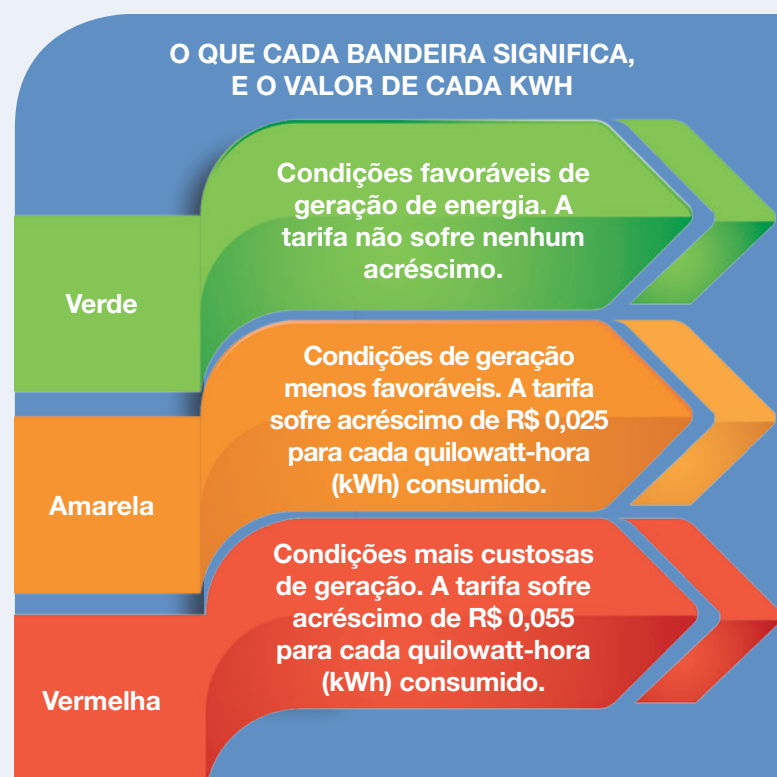 O QUE CADA BANDEIRA SIGNIFICA,
E O VALOR DE CADA KWH
Verde
Condições favoráveis de
geração de energia. A
tarifa não sofre nenhum
acréscimo.
Amarela
Condições de geração
menos favoráveis. A tarifa
sofre acréscimo de R$ 0,025
para cada quilowatt-hora
(kWh) consumido.
Vermelha
Condições mais custosas
de geração. A tarifa sofre
acréscimo de R$ 0,055
para cada quilowatt-hora
(kWh) consumido.